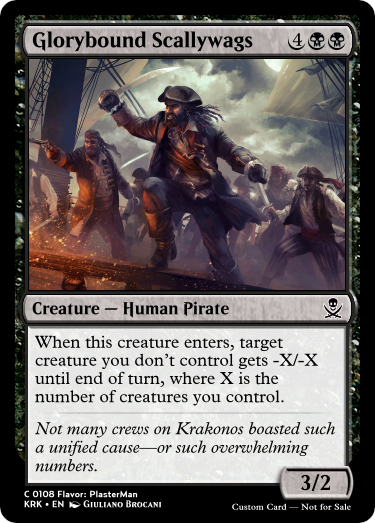 Glorybound Scallywags 4
Creature — Human Pirate
When this creature enters, target
creature you don't control gets -X/-X
until end of turn, where X is the
number of creatures you control.
Not many crews on Krakonos boasted such
a unified cause—or such overwhelming
numbers.
3/2
C 0108 Flavor: PlasterMan
KRK • EN Giuliano Brocani
Custom Card — Not for Sale